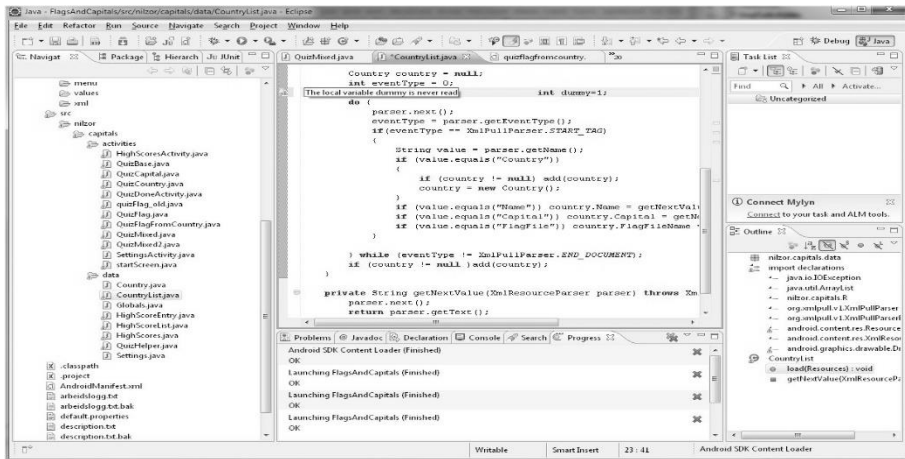 Java - FlagsAndCapitals/src/nilzor/capitals/data/CountryList.java - Eclipse
File Edit Refactor Run Source Navigate Search Project Window Help
Debug Java
Navigat Package Hierarch JUnit
menu
values
xml
src
nilzor
capitals
activities
HighScoresActivity.java
QuizBase.java
QuizCapital.java
QuizCountry.java
QuizDoneActivity.java
quizFlag_old.java
QuizFlag.java
QuizFlagFromCountry.java
QuizMixed.java
QuizMixed2.java
SettingsActivity.java
startScreen.java
data
Country.java
CountryList.java
Globals.java
HighScoreEntry.java
HighScoreList.java
HighScores.java
QuizHelper.java
Settings.java
.classpath
.project
AndroidManifest.xml
arbeidslogg.txt
arbeidslogg.txt.bak
default.properties
description.txt
description.txt.bak
QuizMixed.java *CountryList.java quizflagfromcountry. 20
Country country = null;
int eventType = 0;
The local variable dummy is never read int dummy=1;
do {
parser.next();
eventType = parser.getEventType();
if(eventType == XmlPullParser.START_TAG)
{
String value = parser.getName();
if (value.equals("Country"))
{
if (country != null) add(country);
country = new Country();
}
if (value.equals("Name")) country.Name = getNextVal
if (value.equals("Capital")) country.Capital = getN
if (value.equals("FlagFile")) country.FlagFileName
}
} while (eventType != XmlPullParser.END_DOCUMENT);
if (country != null )add(country);
}
private String getNextValue(XmlResourceParser parser) throws Xm
parser.next();
return parser.getText();
Problems Javadoc Declaration Console Search Progress
Android SDK Content Loader (Finished)
OK
Launching FlagsAndCapitals (Finished)
OK
Launching FlagsAndCapitals (Finished)
OK
Launching FlagsAndCapitals (Finished)
OK
Task List
Find All Activate...
Uncategorized
Connect Mylyn
Connect to your task and ALM tools.
Outline
nilzor.capitals.data
import declarations
java.io.IOException
java.util.ArrayList
nilzor.capitals.R
org.xmlpull.v1.XmlPullParser
org.xmlpull.v1.XmlPullParserE
android.content.res.Resource
android.content.res.XmlResou
android.graphics.drawable.Dr
CountryList
load(Resources) : void
getNextValue(XmlResourcePa
Writable Smart Insert 23 : 41 Android SDK Content Loader